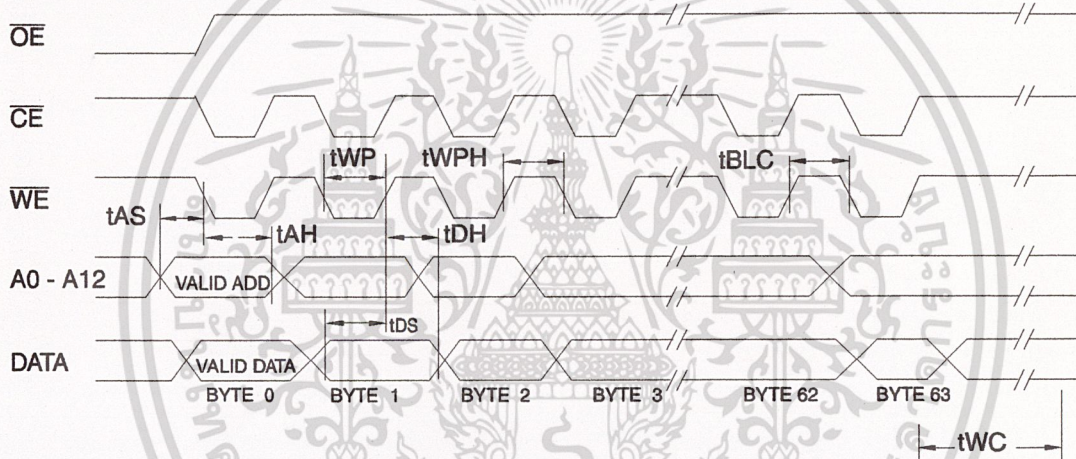 OE
CE
tWP
tWPH
tBLC
WE
tAS
tAH
tDH
A0 - A12
VALID ADD
tDS
DATA
VALID DATA
BYTE 0
BYTE 1
BYTE 2
BYTE 3
BYTE 62
BYTE 63
tWC